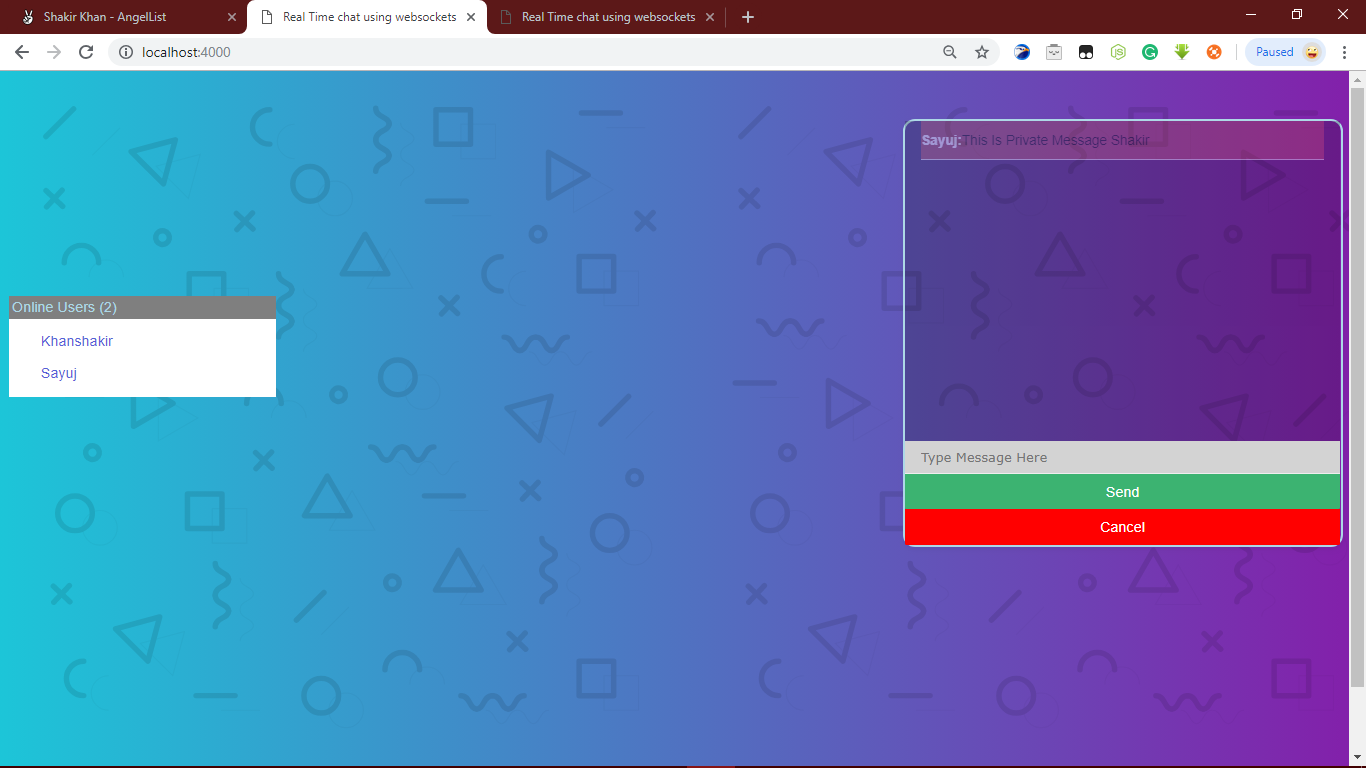 Shakir Khan - AngelList
Real Time chat using websockets
Real Time chat using websockets
localhost:4000
Paused
Sayuj:This Is Private Message Shakir
Online Users (2)
Khanshakir
Sayuj
Type Message Here
Send
Cancel